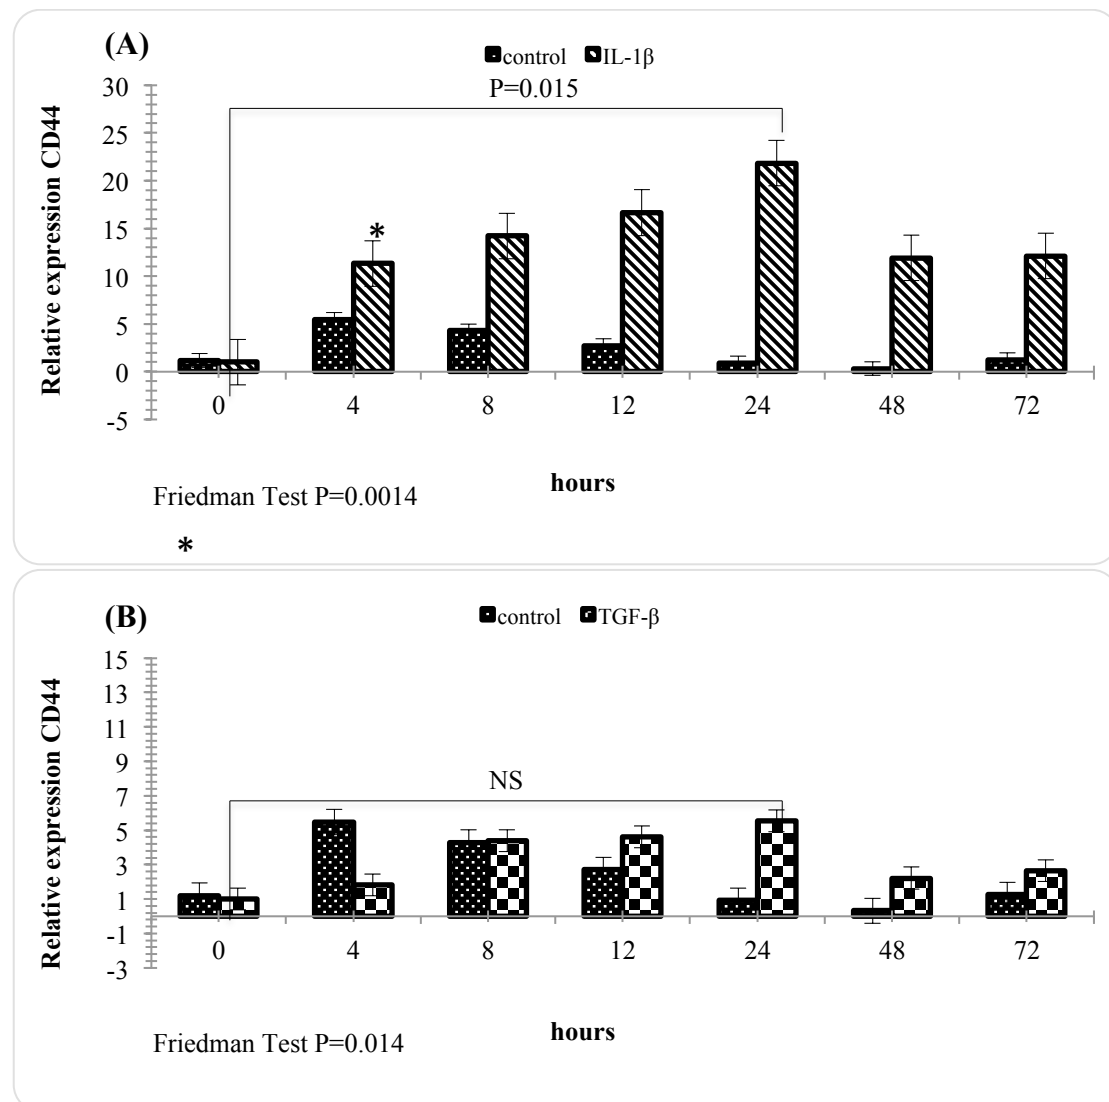 (A)
control IL-1β
P=0.015
Relative expression CD44
30
25
20
15
10
5
0
-5
*
0 4 8 12 24 48 72
hours
Friedman Test P=0.0014
*
(B)
control TGF-β
Relative expression CD44
15
13
11
9
7
5
3
1
-1
-3
NS
0 4 8 12 24 48 72
hours
Friedman Test P=0.014